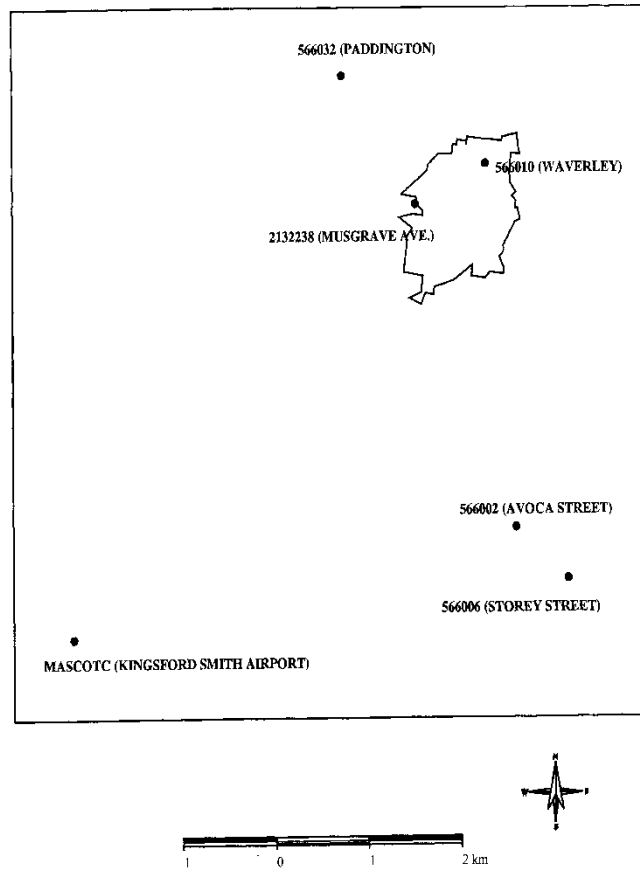 566032 (PADDINGTON)
566010 (WAVERLEY)
2132238 (MUSGRAVE AVE.)
566002 (AVOCA STREET)
566006 (STOREY STREET)
MASCOTC (KINGSFORD SMITH AIRPORT)
N
W E
S
1 0 1 2 km